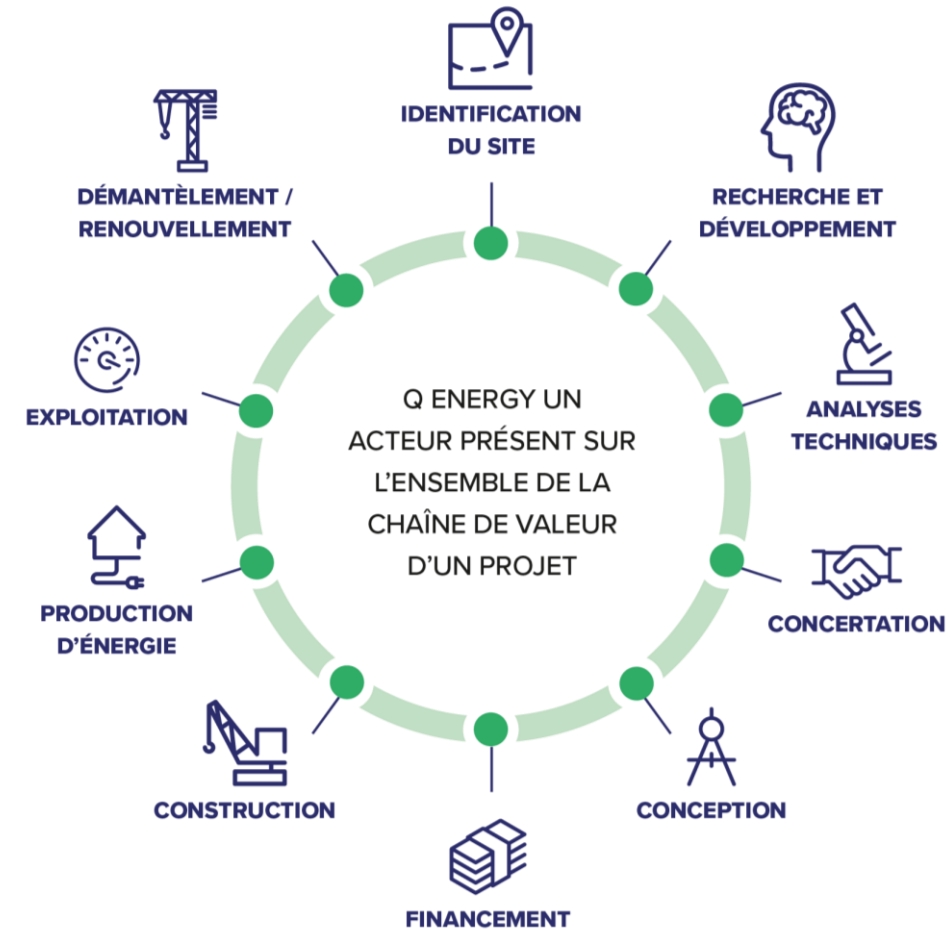 IDENTIFICATION
DU SITE
RECHERCHE ET
DÉVELOPPEMENT
ANALYSES
TECHNIQUES
CONCERTATION
CONCEPTION
FINANCEMENT
CONSTRUCTION
PRODUCTION
D’ÉNERGIE
EXPLOITATION
DÉMANTÈLEMENT /
RENOUVELLEMENT
Q ENERGY UN
ACTEUR PRÉSENT SUR
L’ENSEMBLE DE LA
CHAÎNE DE VALEUR
D’UN PROJET